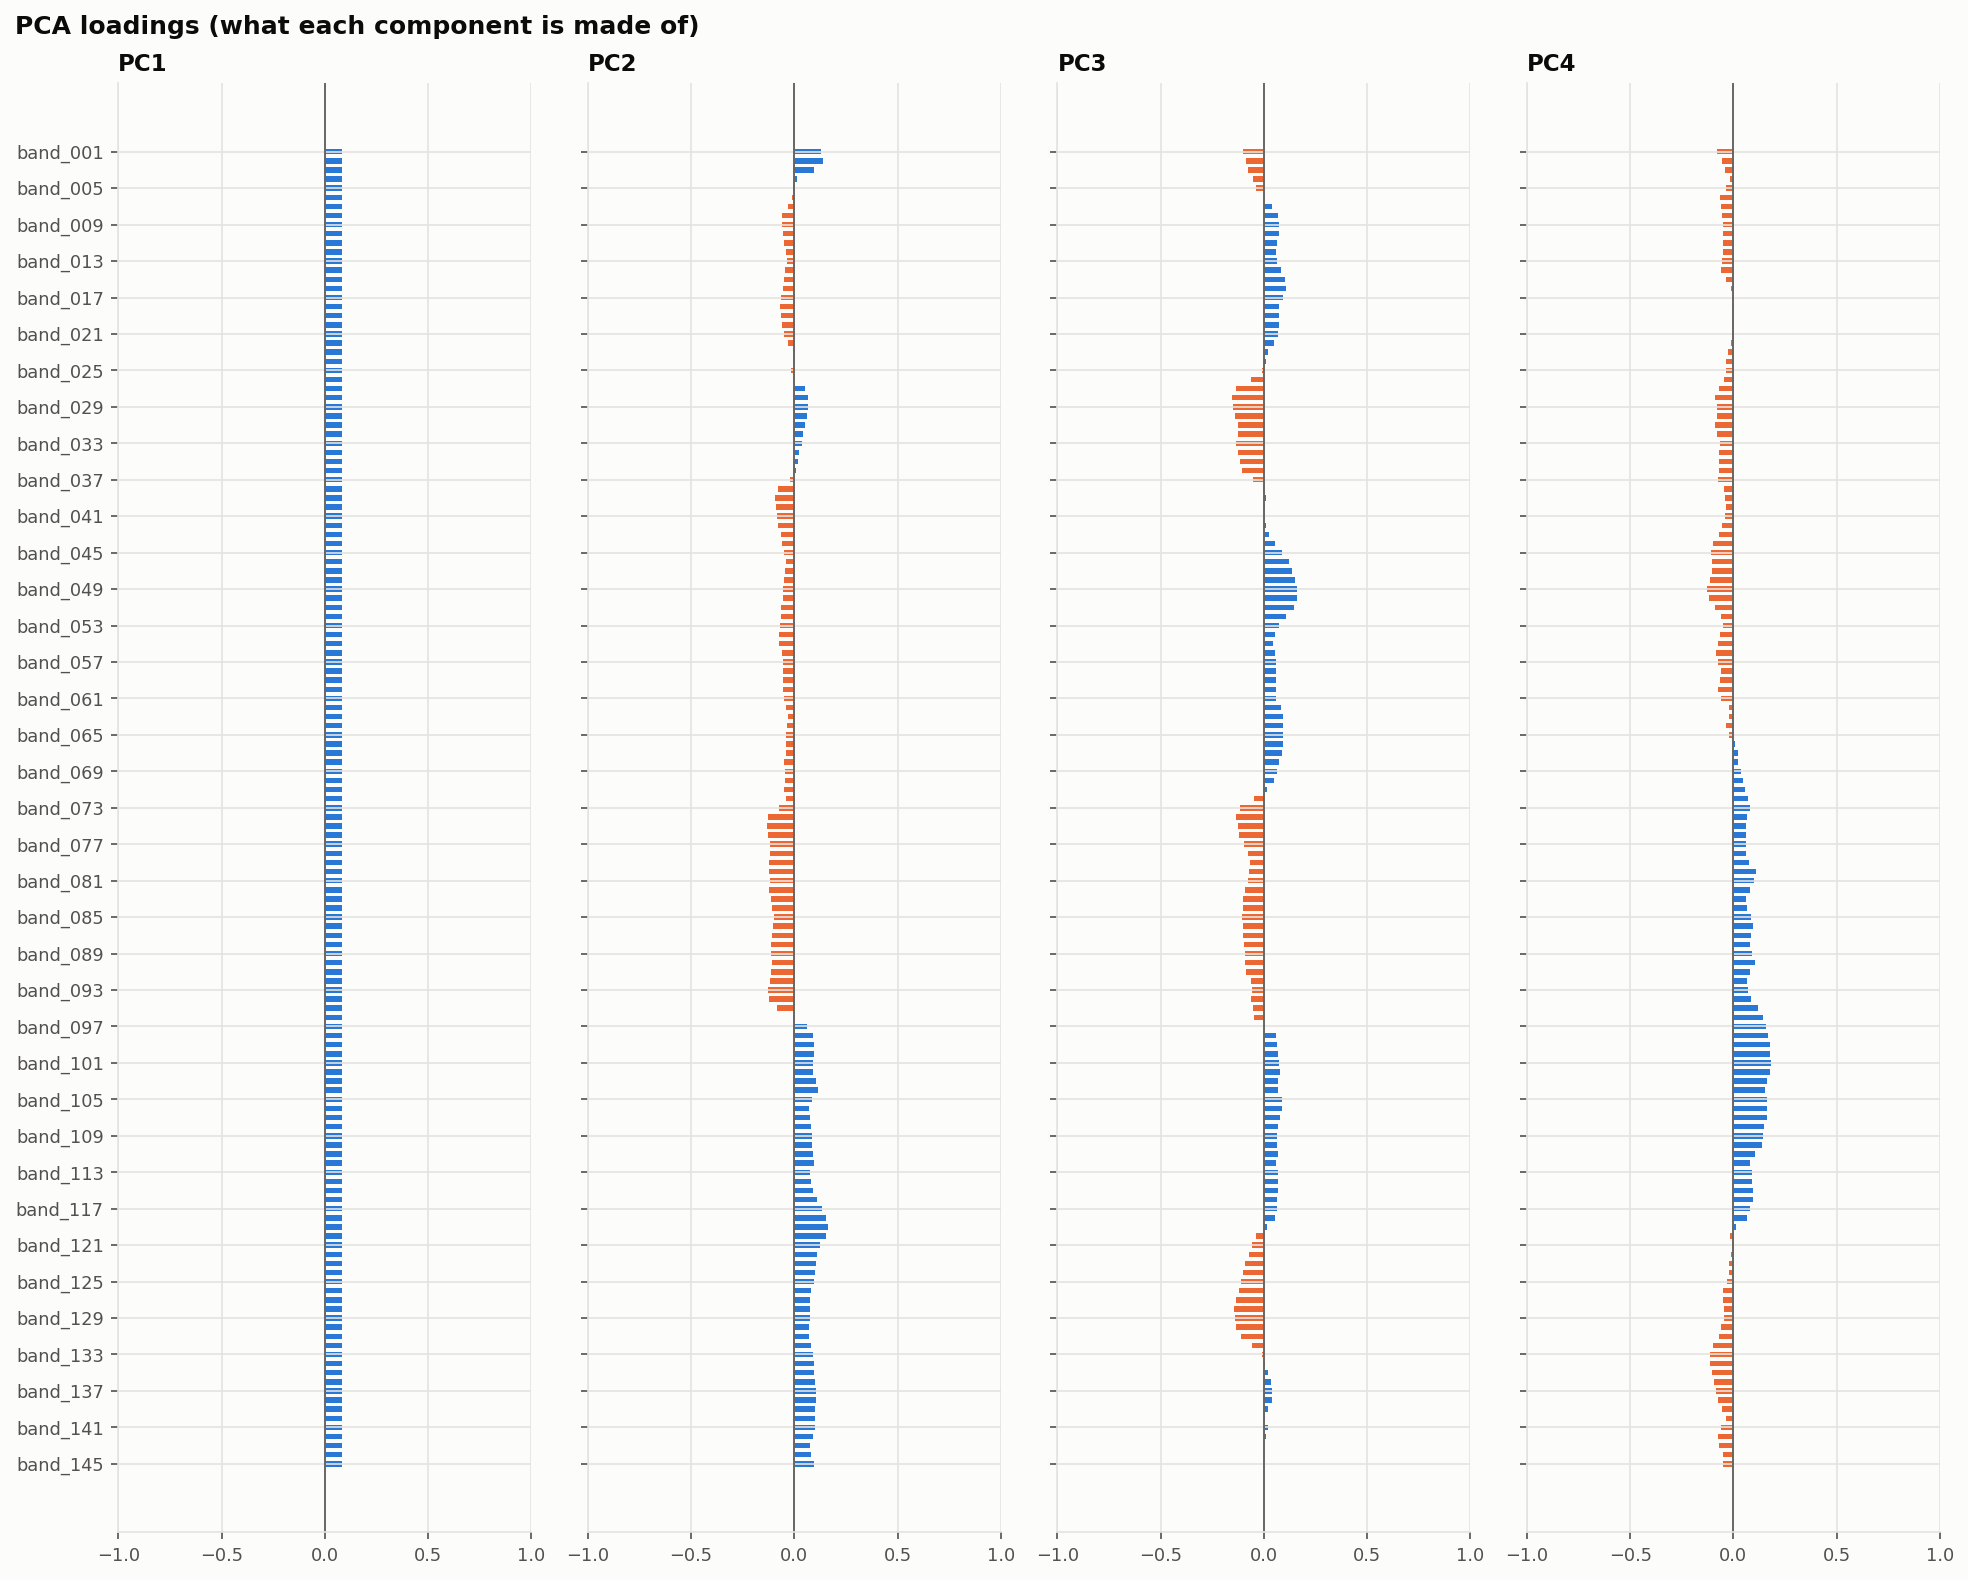 PCA loadings (what each component is made of)
PC1 PC2 PC3 PC4
band_001
band_005
band_009
band_013
band_017
band_021
band_025
band_029
band_033
band_037
band_041
band_045
band_049
band_053
band_057
band_061
band_065
band_069
band_073
band_077
band_081
band_085
band_089
band_093
band_097
band_101
band_105
band_109
band_113
band_117
band_121
band_125
band_129
band_133
band_137
band_141
band_145
−1.0 −0.5 0.0 0.5 1.0 −1.0 −0.5 0.0 0.5 1.0 −1.0 −0.5 0.0 0.5 1.0 −1.0 −0.5 0.0 0.5 1.0